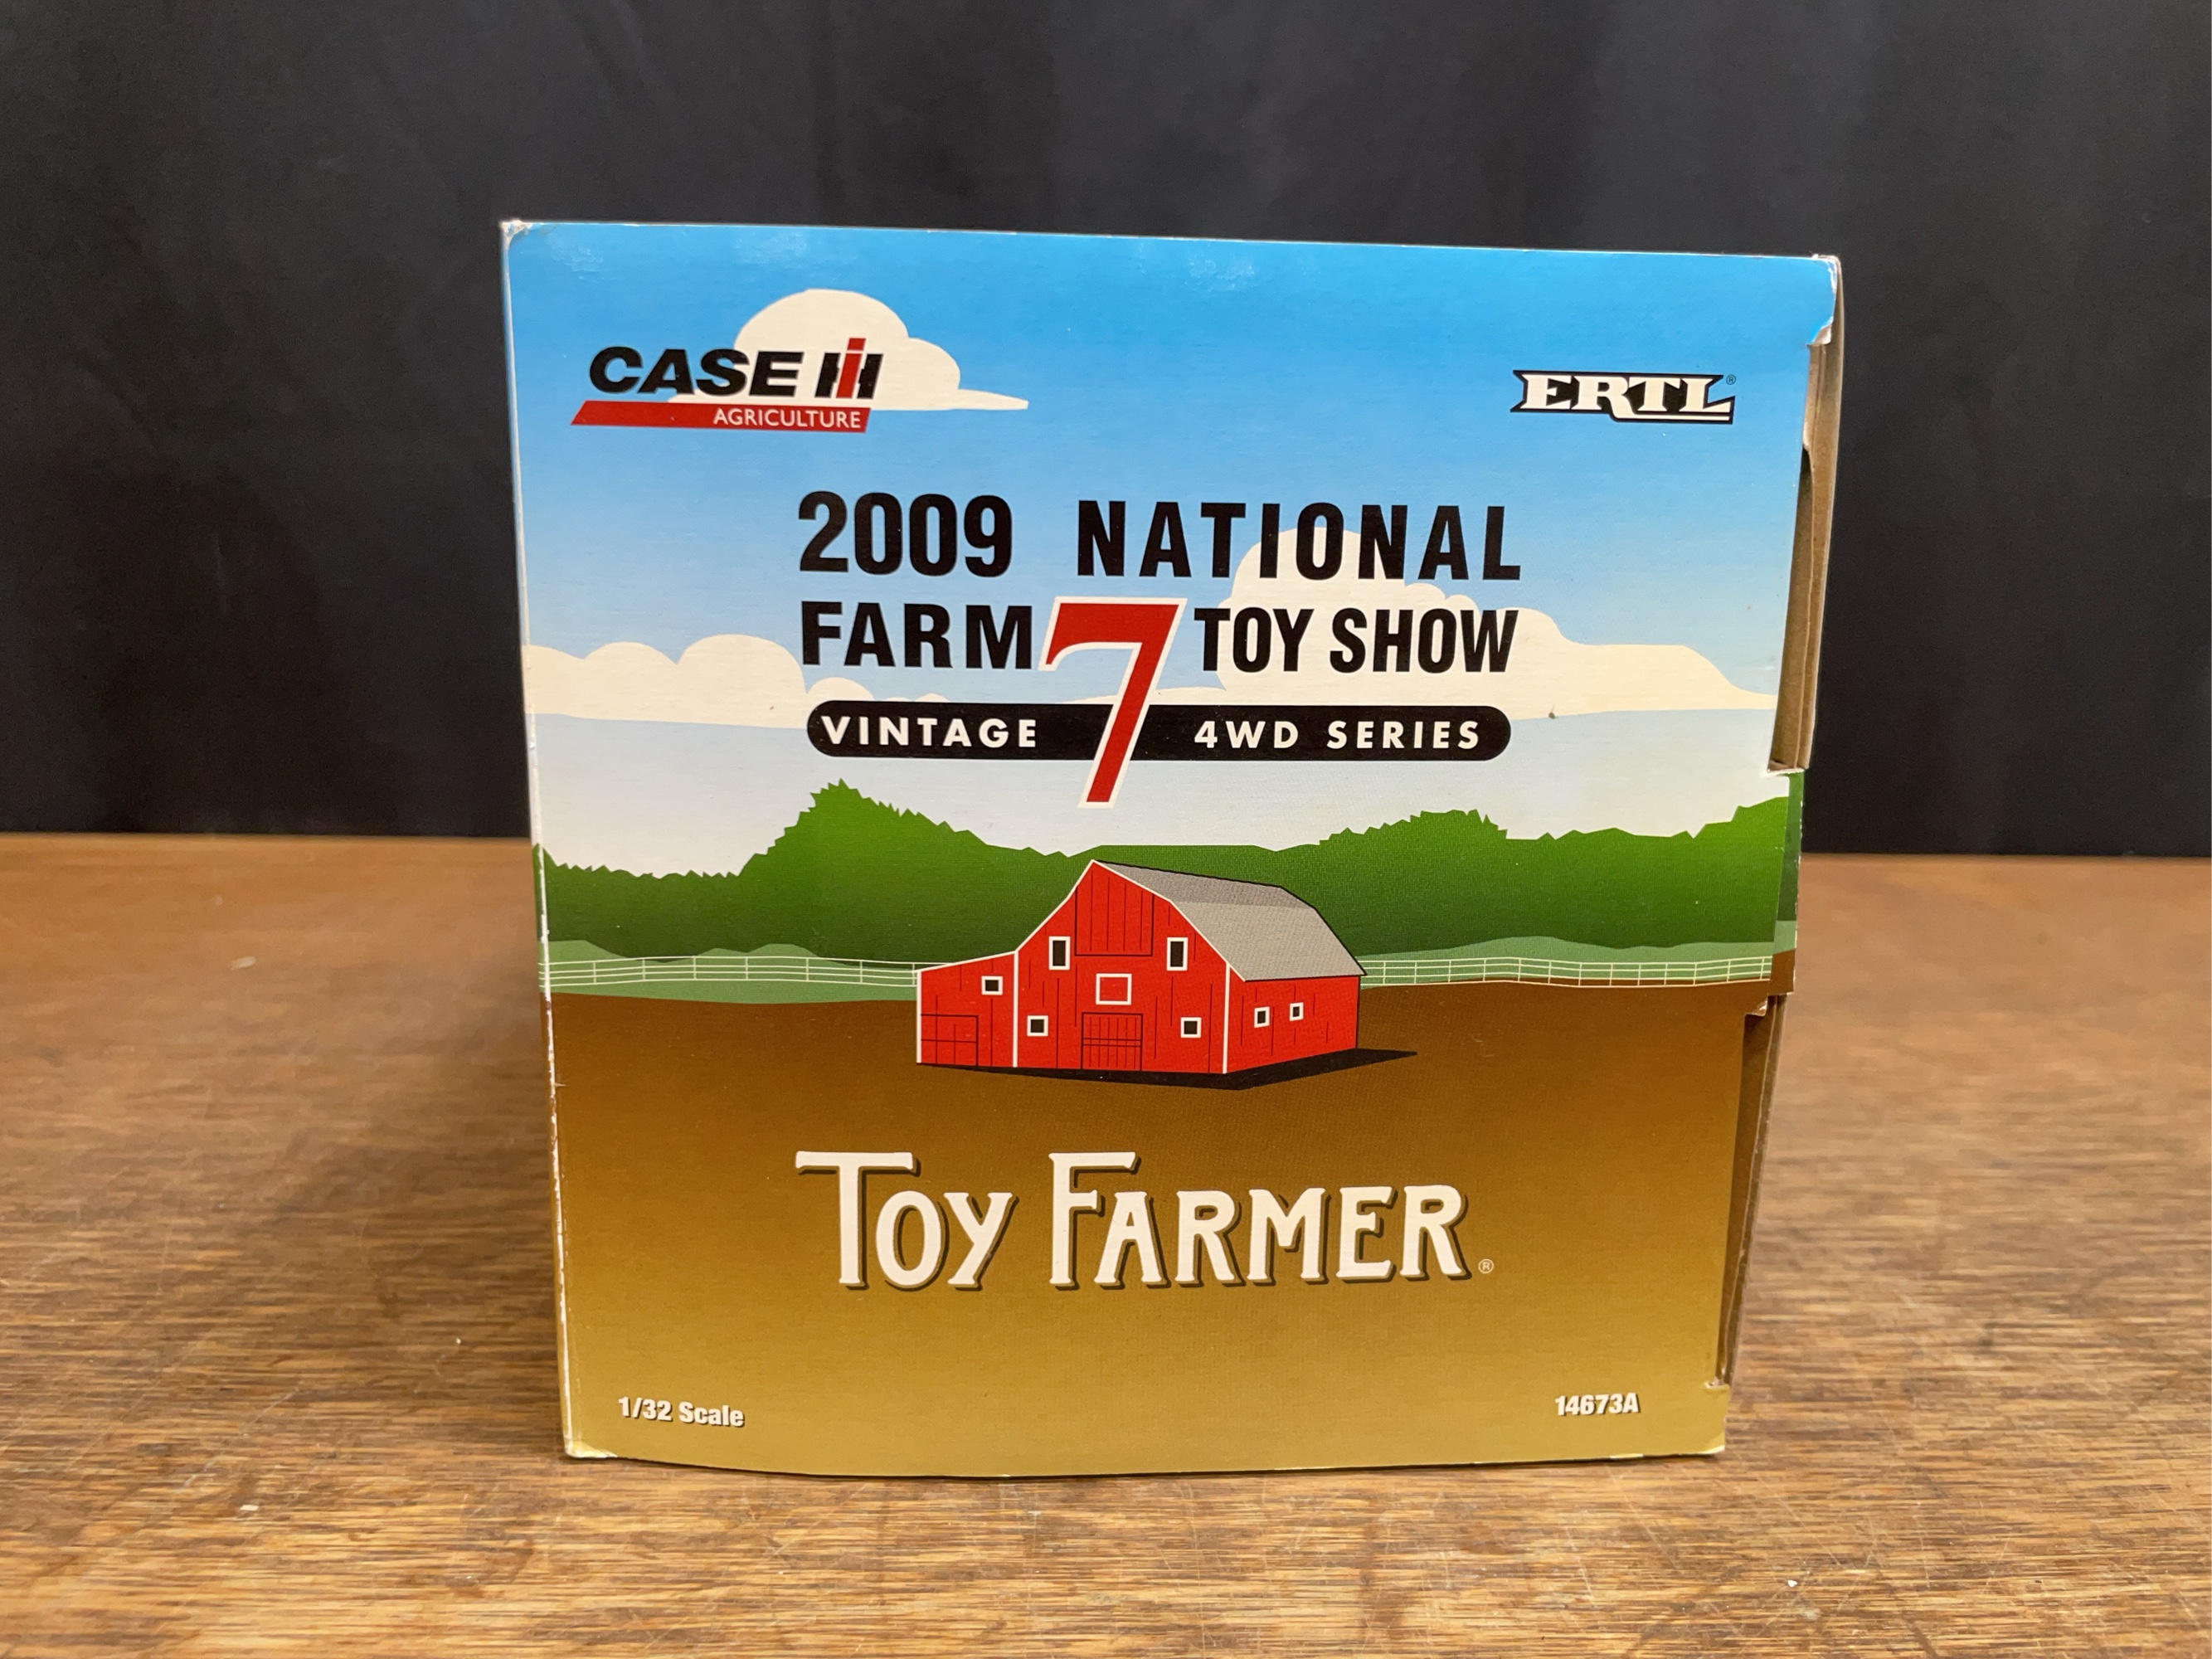 CASE IH
AGRICULTURE
ERTL®
2009 NATIONAL
FARM 7 TOY SHOW
VINTAGE 4WD SERIES
TOY FARMER®
1/32 Scale
14673A